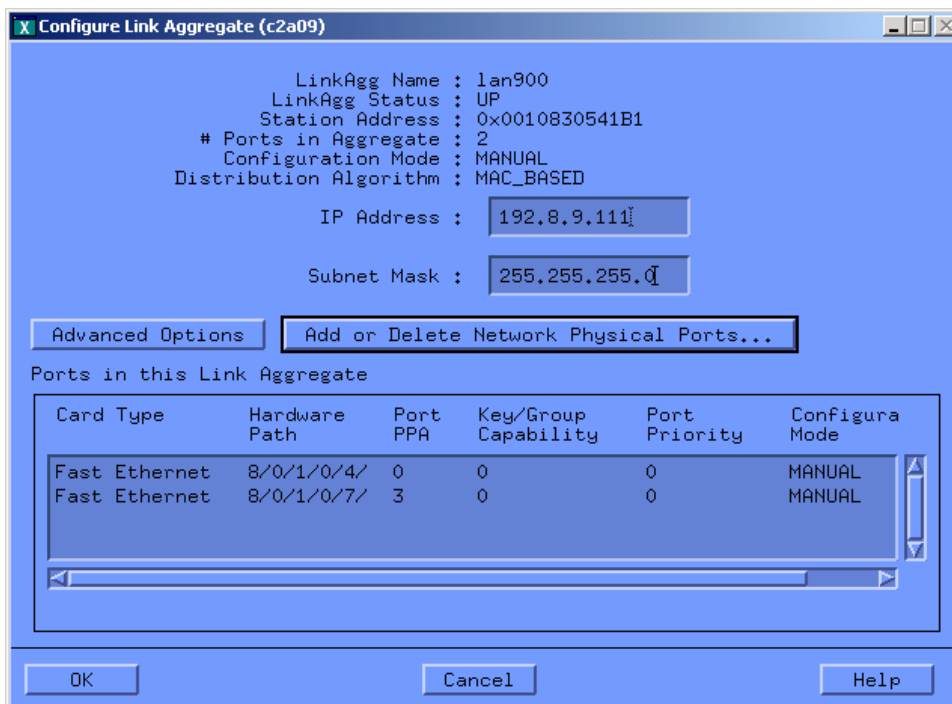 Configure Link Aggregate (c2a09)
LinkAgg Name : lan900
LinkAgg Status : UP
Station Address : 0x0010830541B1
# Ports in Aggregate : 2
Configuration Mode : MANUAL
Distribution Algorithm : MAC_BASED
IP Address : 192.8.9.111
Subnet Mask : 255.255.255.0
Advanced Options Add or Delete Network Physical Ports...
Ports in this Link Aggregate
Card Type Hardware Port Key/Group Port Configura
Path PPA Capability Priority Mode
Fast Ethernet 8/0/1/0/4/ 0 0 0 MANUAL
Fast Ethernet 8/0/1/0/7/ 3 0 0 MANUAL
OK Cancel Help